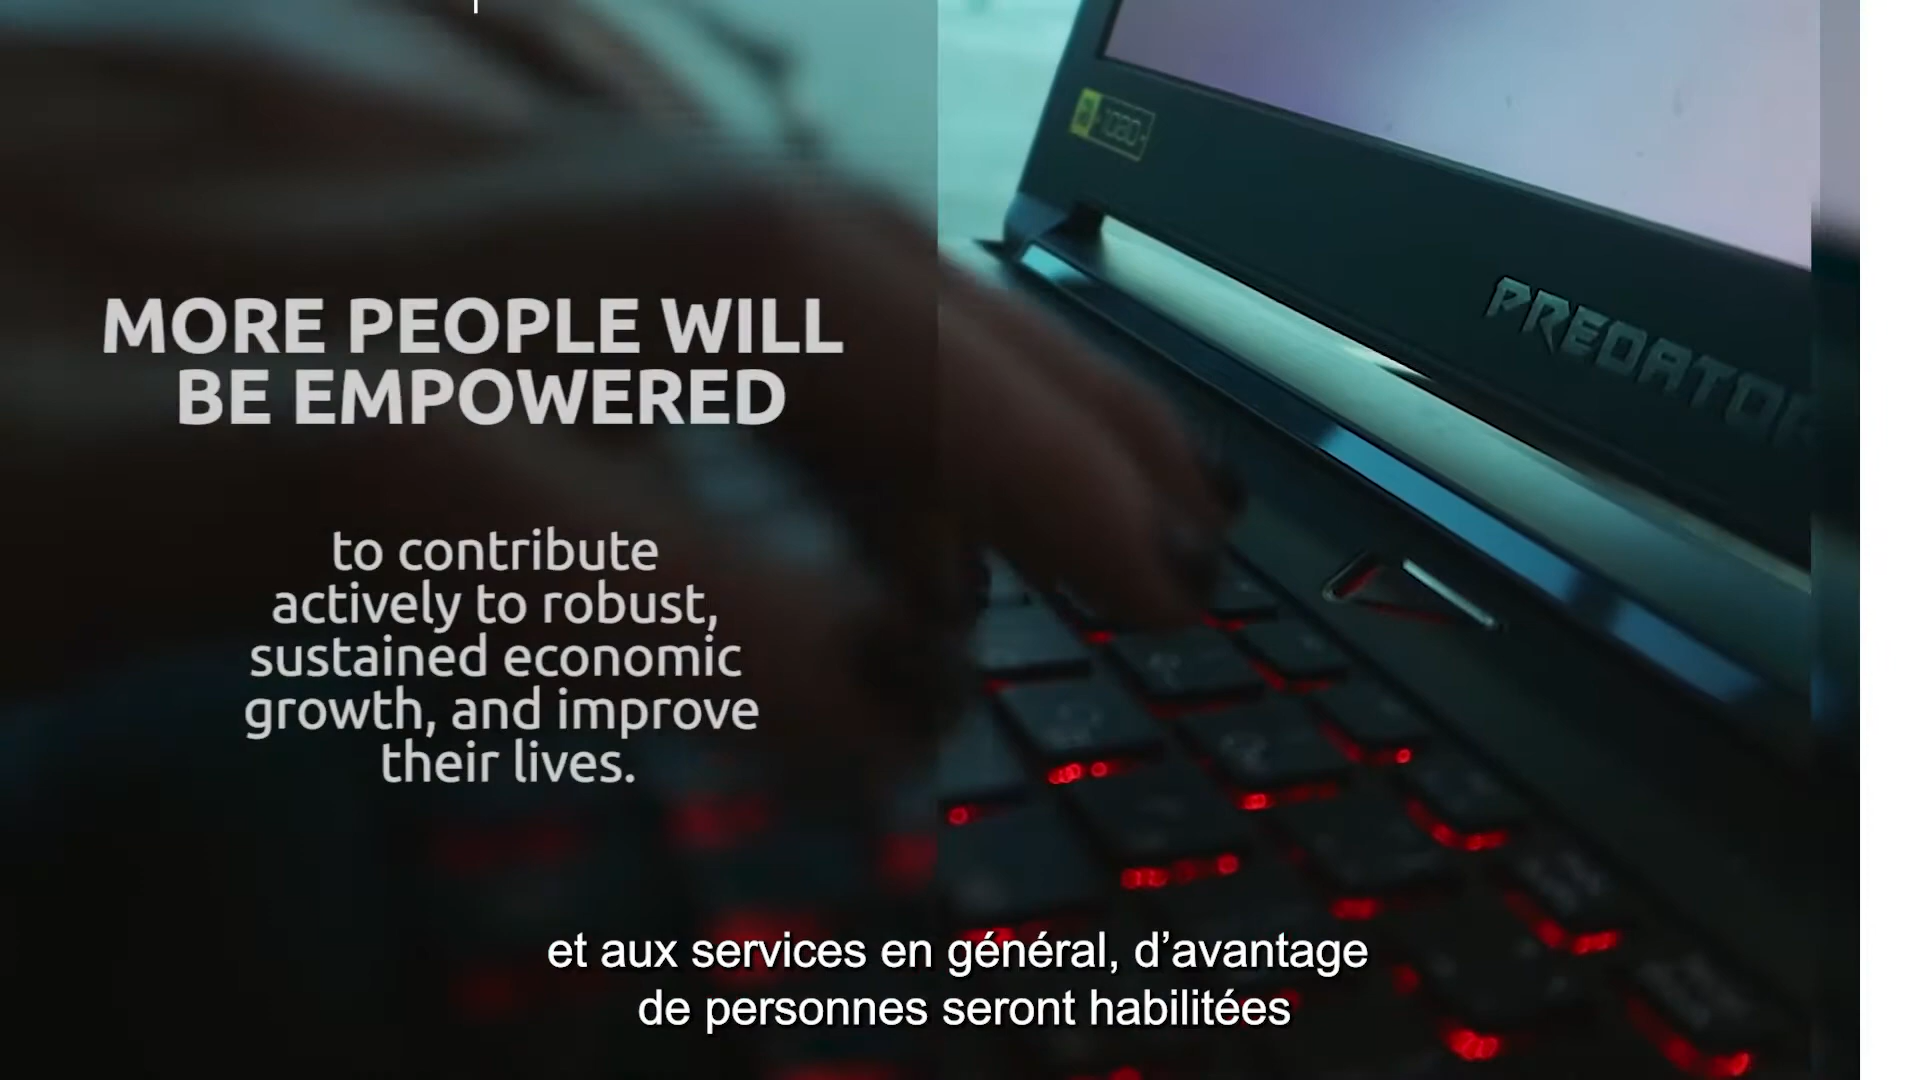 MORE PEOPLE WILL
BE EMPOWERED
to contribute
actively to robust,
sustained economic
growth, and improve
their lives.
1080
PREDATOR
et aux services en général, d’avantage
de personnes seront habilitées